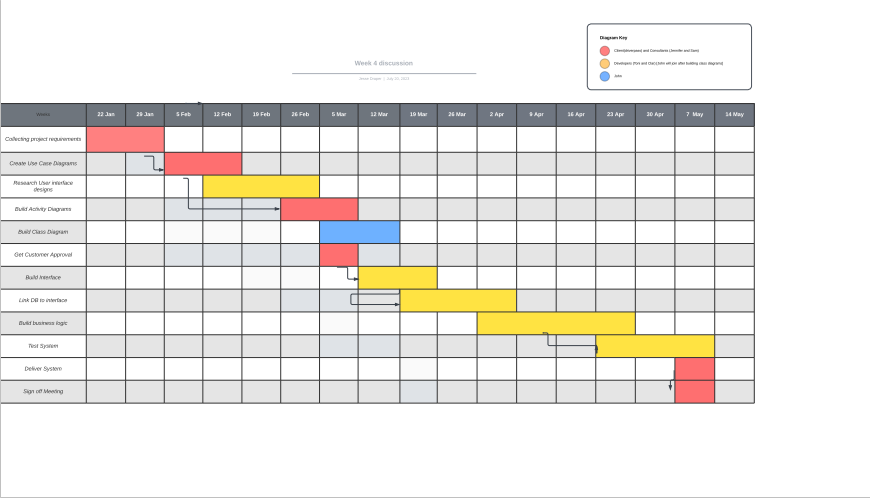 Diagram Key
Client(Minecqua) and Consultants (Jennifer and Sam)
Week 4 discussion
Developers (Tom and Dan)(John will join after building class diagrams)
John
Weeks 22 Jan 29 Jan 5 Feb 12 Feb 19 Feb 26 Feb 5 Mar 12 Mar 19 Mar 26 Mar 2 Apr 9 Apr 16 Apr 23 Apr 30 Apr 7 May 14 May
Collecting project requirements
Create Use Case Diagrams
Research User interface
designs
Build Activity Diagrams
Build Class Diagram
Get Customer Approval
Build Interface
Link DB to interface
Build business logic
Test System
Deliver System
Sign off Meeting